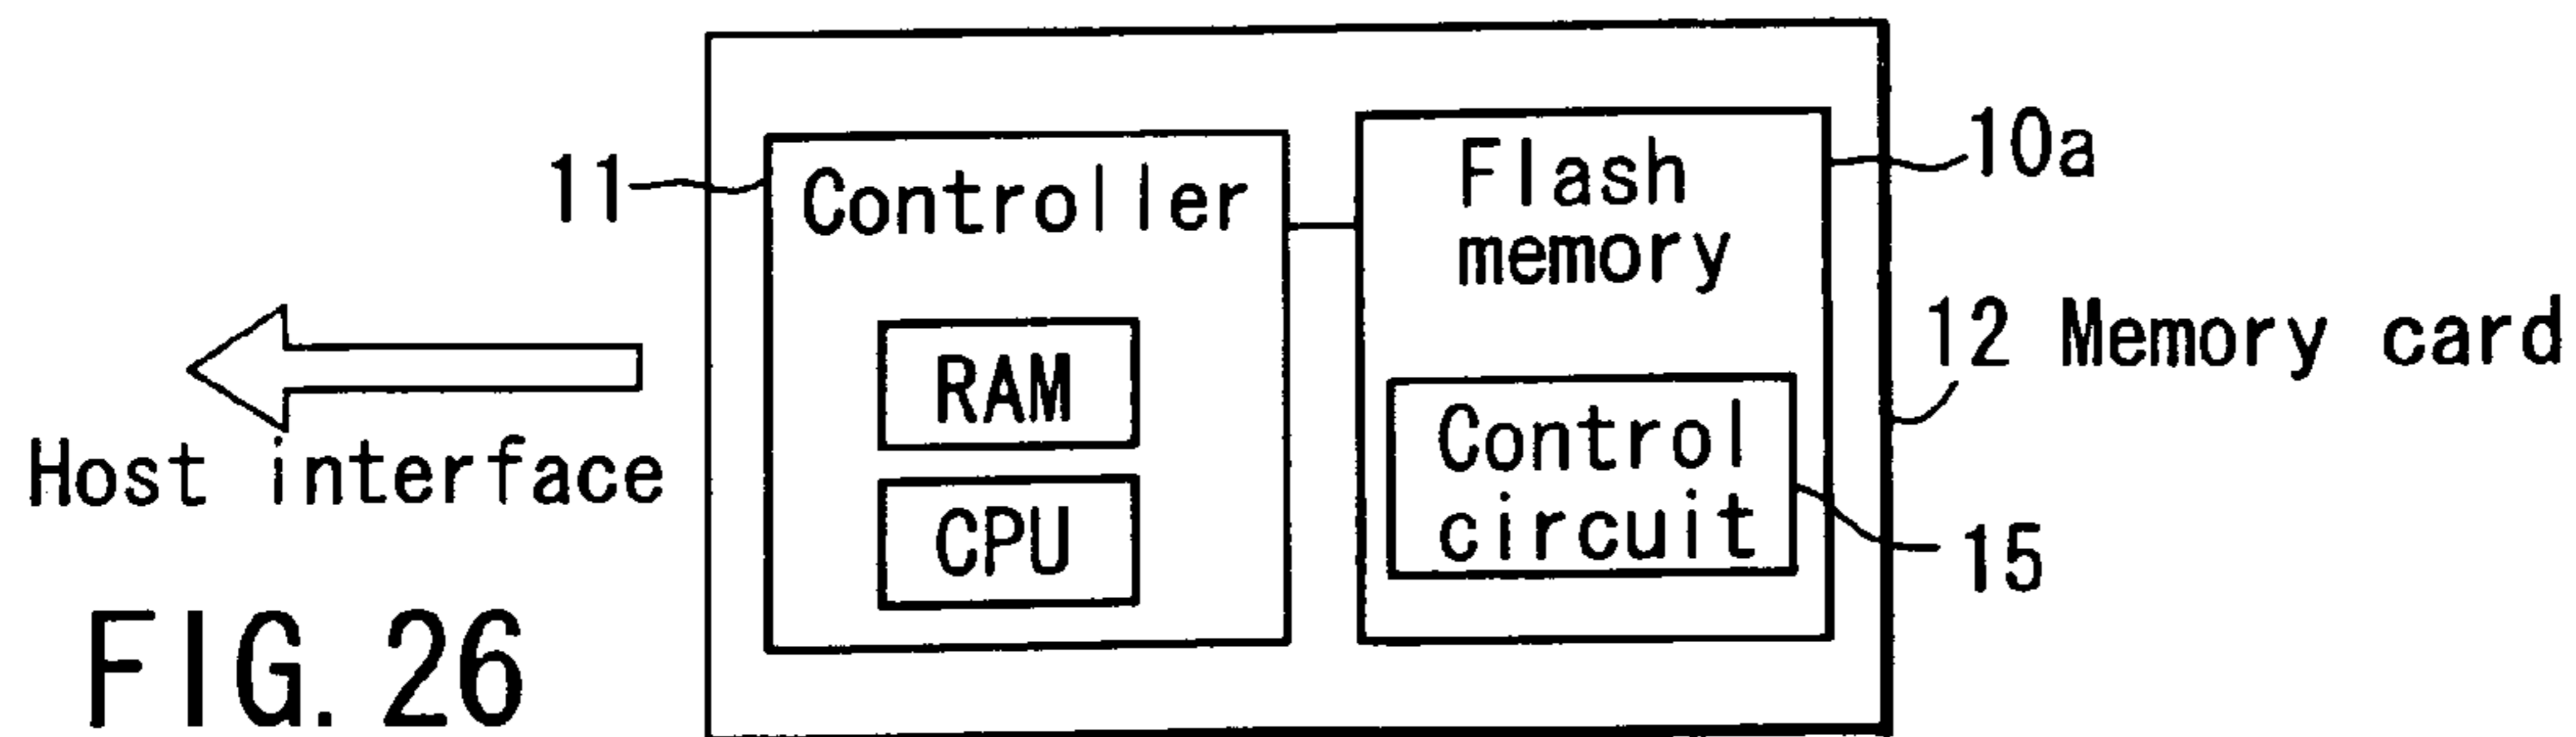 11
Controller
RAM
CPU
Flash
memory
Control
circuit
10a
12 Memory card
15
Host interface
FIG. 26